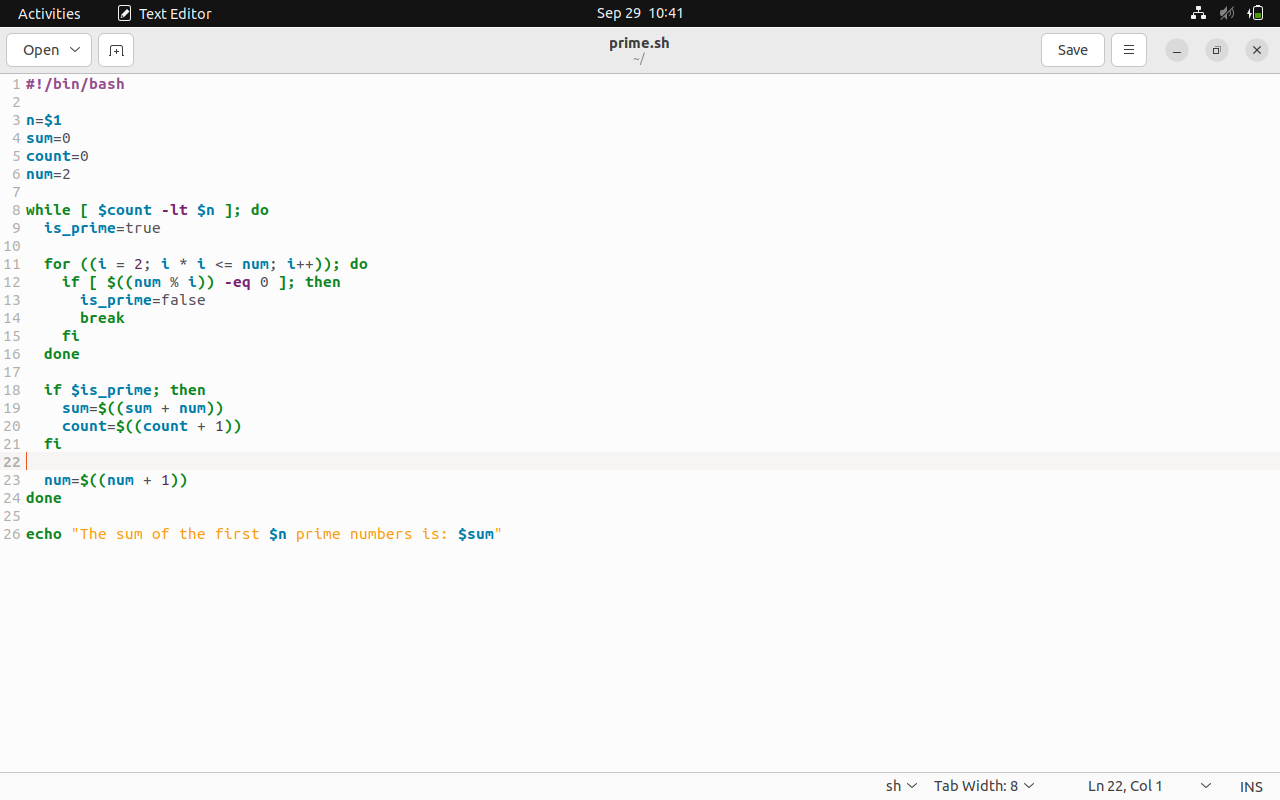 Activities Text Editor Sep 29 10:41
Open prime.sh Save
~/
1 #!/bin/bash
2
3 n=$1
4 sum=0
5 count=0
6 num=2
7
8 while [ $count -lt $n ]; do
9   is_prime=true
10
11   for ((i = 2; i * i <= num; i++)); do
12     if [ $((num % i)) -eq 0 ]; then
13       is_prime=false
14       break
15     fi
16   done
17
18   if $is_prime; then
19     sum=$((sum + num))
20     count=$((count + 1))
21   fi
22
23   num=$((num + 1))
24 done
25
26 echo "The sum of the first $n prime numbers is: $sum"
sh Tab Width: 8 Ln 22, Col 1 INS